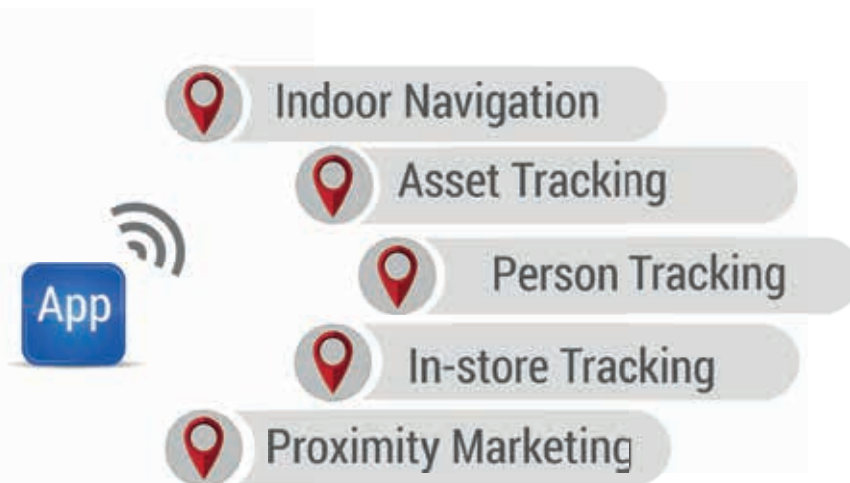 Indoor Navigation
Asset Tracking
App
Person Tracking
In-store Tracking
Proximity Marketing